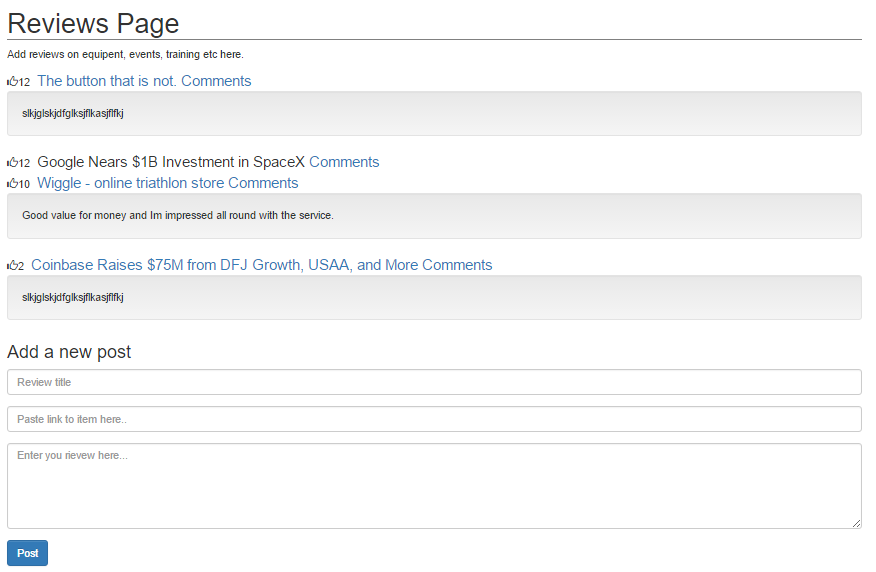 Reviews Page
Add reviews on equipent, events, training etc here.
12 The button that is not. Comments
slkjglskjdfglksjflkasjflfkj
12 Google Nears $1B Investment in SpaceX Comments
10 Wiggle - online triathlon store Comments
Good value for money and Im impressed all round with the service.
2 Coinbase Raises $75M from DFJ Growth, USAA, and More Comments
slkjglskjdfglksjflkasjflfkj
Add a new post
Review title
Paste link to item here..
Enter you rievew here...
Post